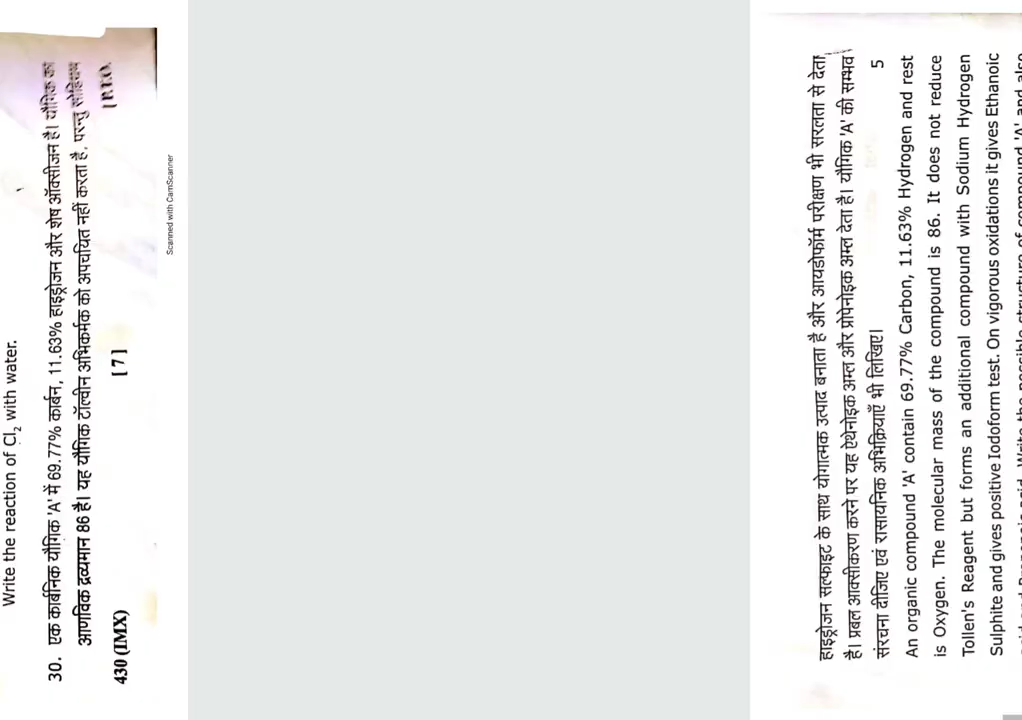 Write the reaction of Cl₂ with water.
30. एक कार्बनिक यौगिक 'A' में 69.77% कार्बन, 11.63% हाइड्रोजन और शेष ऑक्सीजन है। यौगिक का
आणविक द्रव्यमान 86 है। यह यौगिक टॉलेन अभिकर्मक को अपचयित नहीं करता है, परन्तु सोडियम
430 (IMX) [7] [P.T.O.
Scanned with CamScanner
हाइड्रोजन सल्फाइट के साथ योगात्मक उत्पाद बनाता है और आयडोफॉर्म परीक्षण भी सरलता से देता
है। प्रबल आक्सीकरण करने पर यह ऐथेनोइक अम्ल और प्रोपेनोइक अम्ल देता है। यौगिक 'A' की सम्भव
संरचना दीजिए एवं रासायनिक अभिक्रियाएँ भी लिखिए। 5
An organic compound 'A' contain 69.77% Carbon, 11.63% Hydrogen and rest
is Oxygen. The molecular mass of the compound is 86. It does not reduce
Tollen's Reagent but forms an additional compound with Sodium Hydrogen
Sulphite and gives positive Iodoform test. On vigorous oxidations it gives Ethanoic